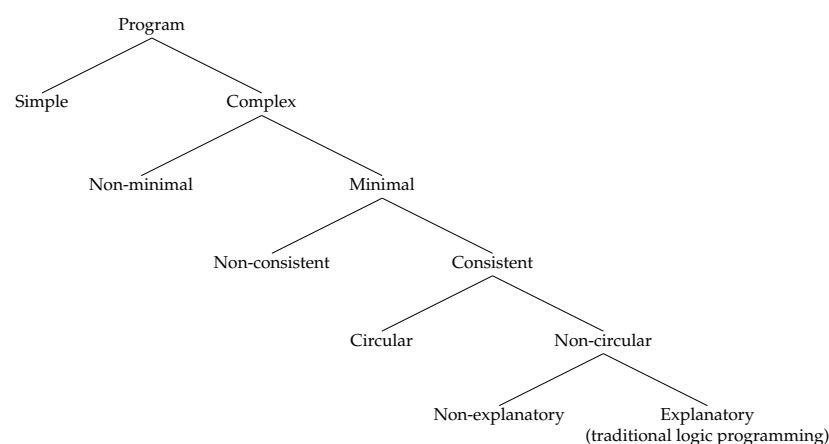 Program
Simple
Complex
Non-minimal
Minimal
Non-consistent
Consistent
Circular
Non-circular
Non-explanatory
Explanatory
(traditional logic programming)